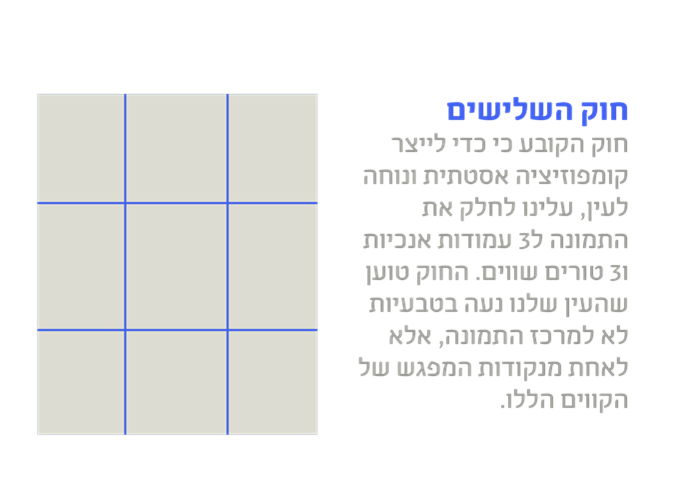 חוק השלישים
חוק הקובע כי כדי לייצר
קומפוזיציה אסטתית ונוחה
לעין, עלינו לחלק את
התמונה ל3 עמודות אנכיות
ו3 טורים שווים. החוק טוען
שהעין שלנו נעה בטבעיות
לא למרכז התמונה, אלא
לאחת מנקודות המפגש של
הקווים הללו.